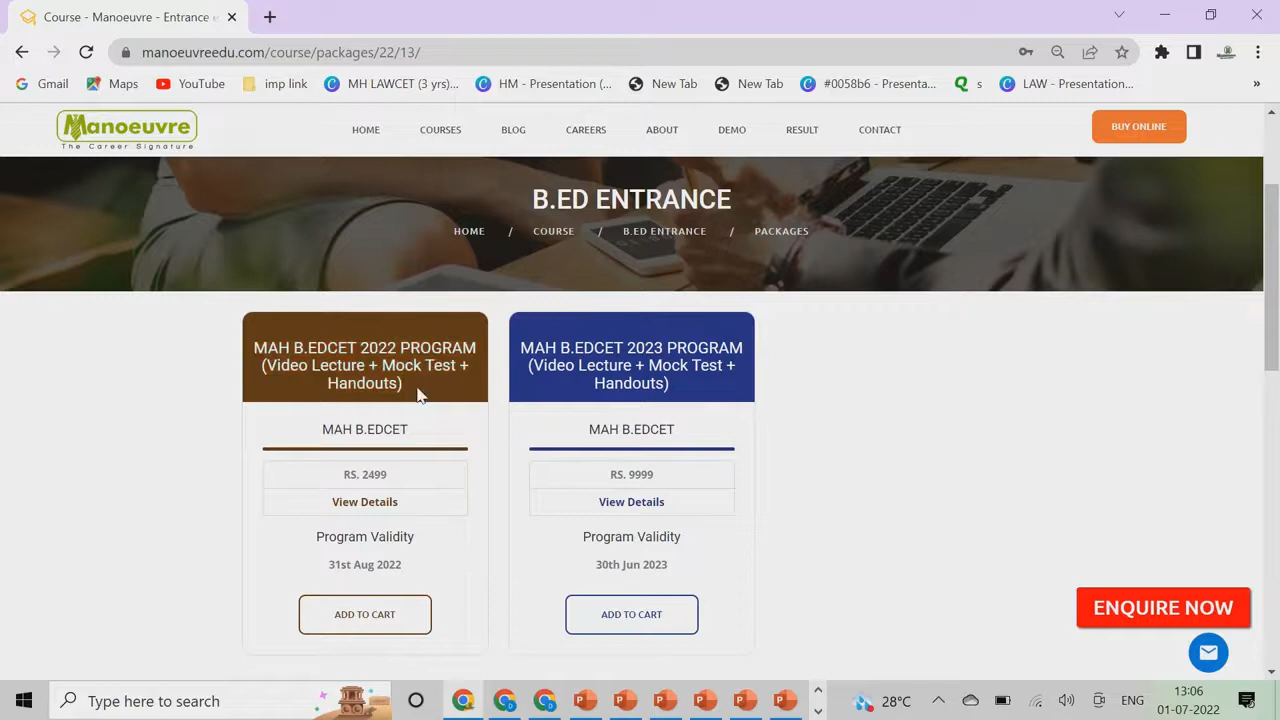 Course - Manoeuvre - Entrance e
manoeuvreedu.com/course/packages/22/13/
Gmail Maps YouTube imp link MH LAWCET (3 yrs)... HM - Presentation (... New Tab New Tab #0058b6 - Presenta... s LAW - Presentation... »
Manoeuvre
The Career Signature
HOME COURSES BLOG CAREERS ABOUT DEMO RESULT CONTACT BUY ONLINE
B.ED ENTRANCE
HOME / COURSE / B.ED ENTRANCE / PACKAGES
MAH B.EDCET 2022 PROGRAM
(Video Lecture + Mock Test +
Handouts)
MAH B.EDCET
RS. 2499
View Details
Program Validity
31st Aug 2022
ADD TO CART
MAH B.EDCET 2023 PROGRAM
(Video Lecture + Mock Test +
Handouts)
MAH B.EDCET
RS. 9999
View Details
Program Validity
30th Jun 2023
ADD TO CART
ENQUIRE NOW
Type here to search
28°C ENG 13:06
01-07-2022